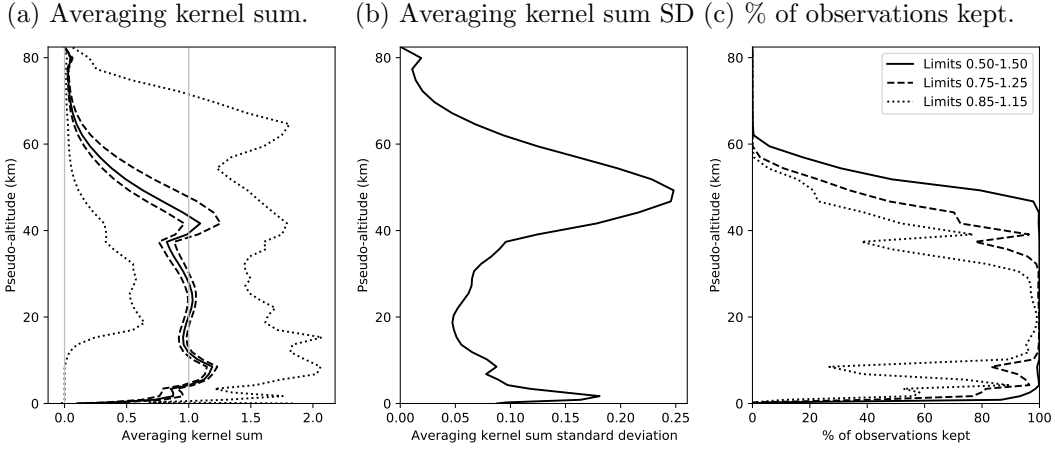 (a) Averaging kernel sum.
(b) Averaging kernel sum SD
(c) % of observations kept.
80
60
40
20
0
Pseudo-altitude (km)
0.0 0.5 1.0 1.5 2.0
Averaging kernel sum
80
60
40
20
0
Pseudo-altitude (km)
0.00 0.05 0.10 0.15 0.20 0.25
Averaging kernel sum standard deviation
80
60
40
20
0
Pseudo-altitude (km)
Limits 0.50-1.50
Limits 0.75-1.25
Limits 0.85-1.15
0 20 40 60 80 100
% of observations kept